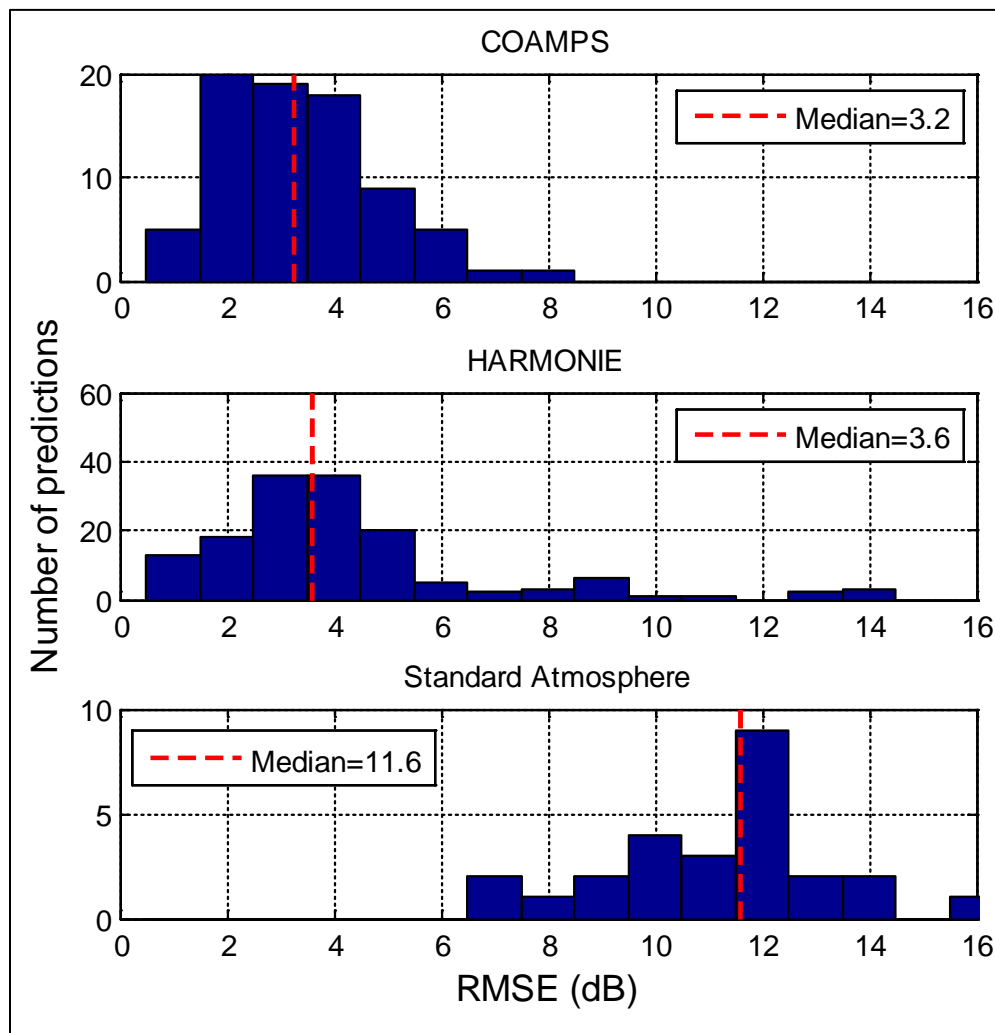 COAMPS
20
10
0
Median=3.2
0 2 4 6 8 10 12 14 16
HARMONIE
60
40
20
0
Median=3.6
0 2 4 6 8 10 12 14 16
Number of predictions
Standard Atmosphere
10
5
0
Median=11.6
0 2 4 6 8 10 12 14 16
RMSE (dB)